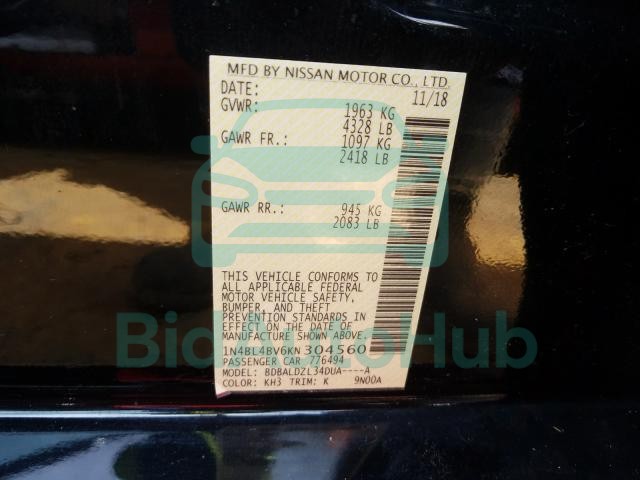 MFD BY NISSAN MOTOR CO., LTD.
DATE: 11/18
GVWR: 1963 KG
4328 LB
GAWR FR.: 1097 KG
2418 LB
GAWR RR.: 945 KG
2083 LB
THIS VEHICLE CONFORMS TO
ALL APPLICABLE FEDERAL
MOTOR VEHICLE SAFETY,
BUMPER, AND THEFT
PREVENTION STANDARDS IN
EFFECT ON THE DATE OF
MANUFACTURE SHOWN ABOVE.
BidAutoHub
1N4BL4BV6KN304560
PASSENGER CAR 776494
MODEL: BDBALDZL34DUA----A
COLOR: KH3 TRIM: K 9N00A